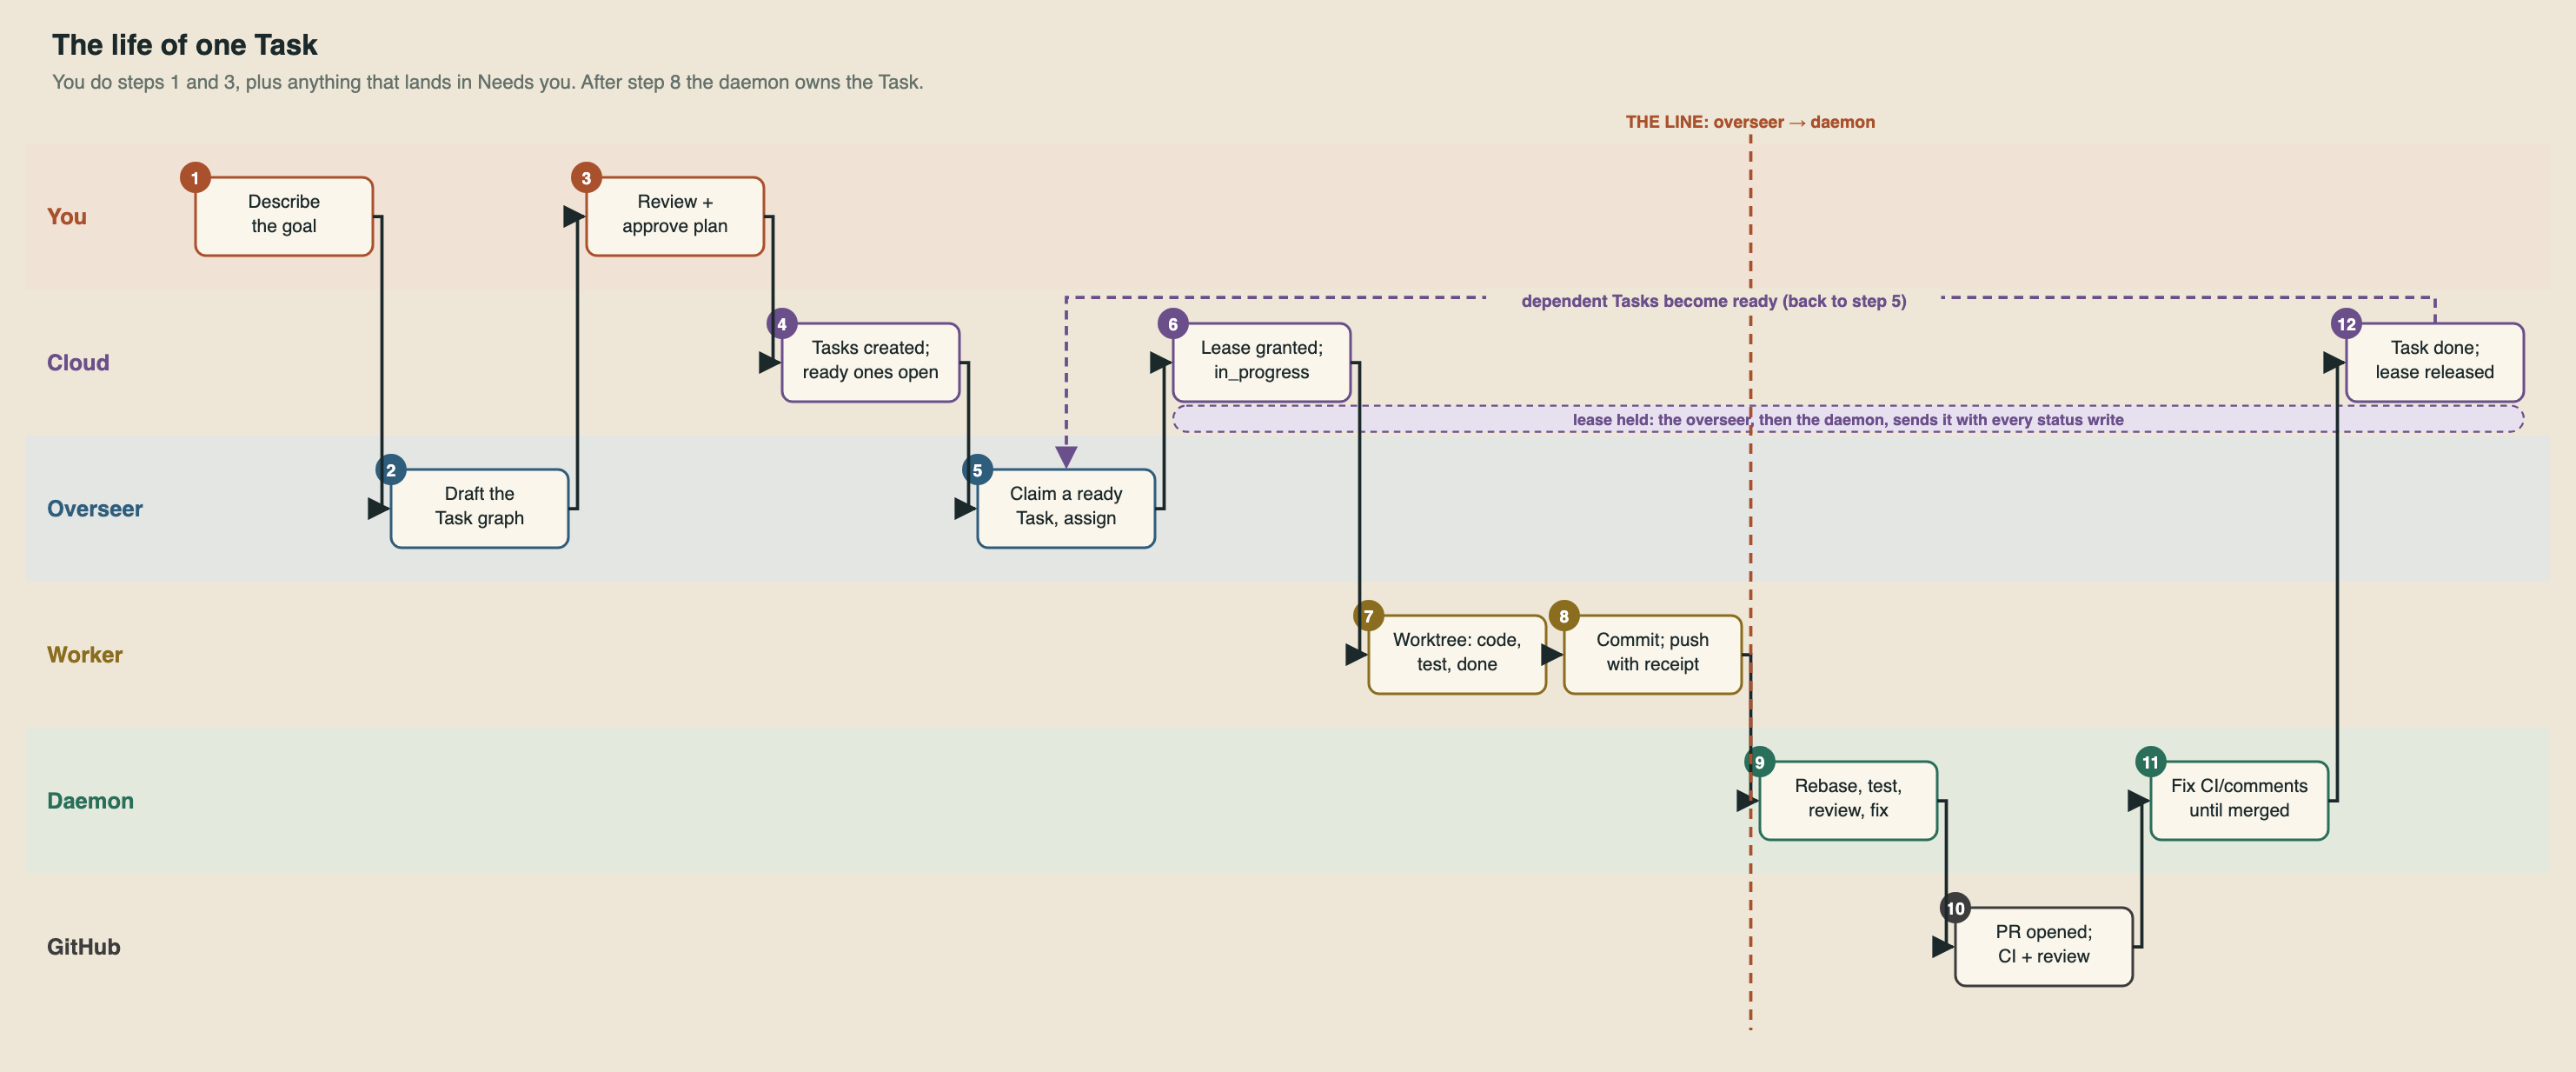 The life of one Task
You do steps 1 and 3, plus anything that lands in Needs you. After step 8 the daemon owns the Task.
THE LINE: overseer → daemon
You
1
Describe
the goal
3
Review +
approve plan
dependent Tasks become ready (back to step 5)
Cloud
4
Tasks created;
ready ones open
6
Lease granted;
in_progress
12
Task done;
lease released
lease held: the overseer, then the daemon, sends it with every status write
Overseer
2
Draft the
Task graph
5
Claim a ready
Task, assign
Worker
7
Worktree: code,
test, done
8
Commit; push
with receipt
Daemon
9
Rebase, test,
review, fix
11
Fix CI/comments
until merged
GitHub
10
PR opened;
CI + review